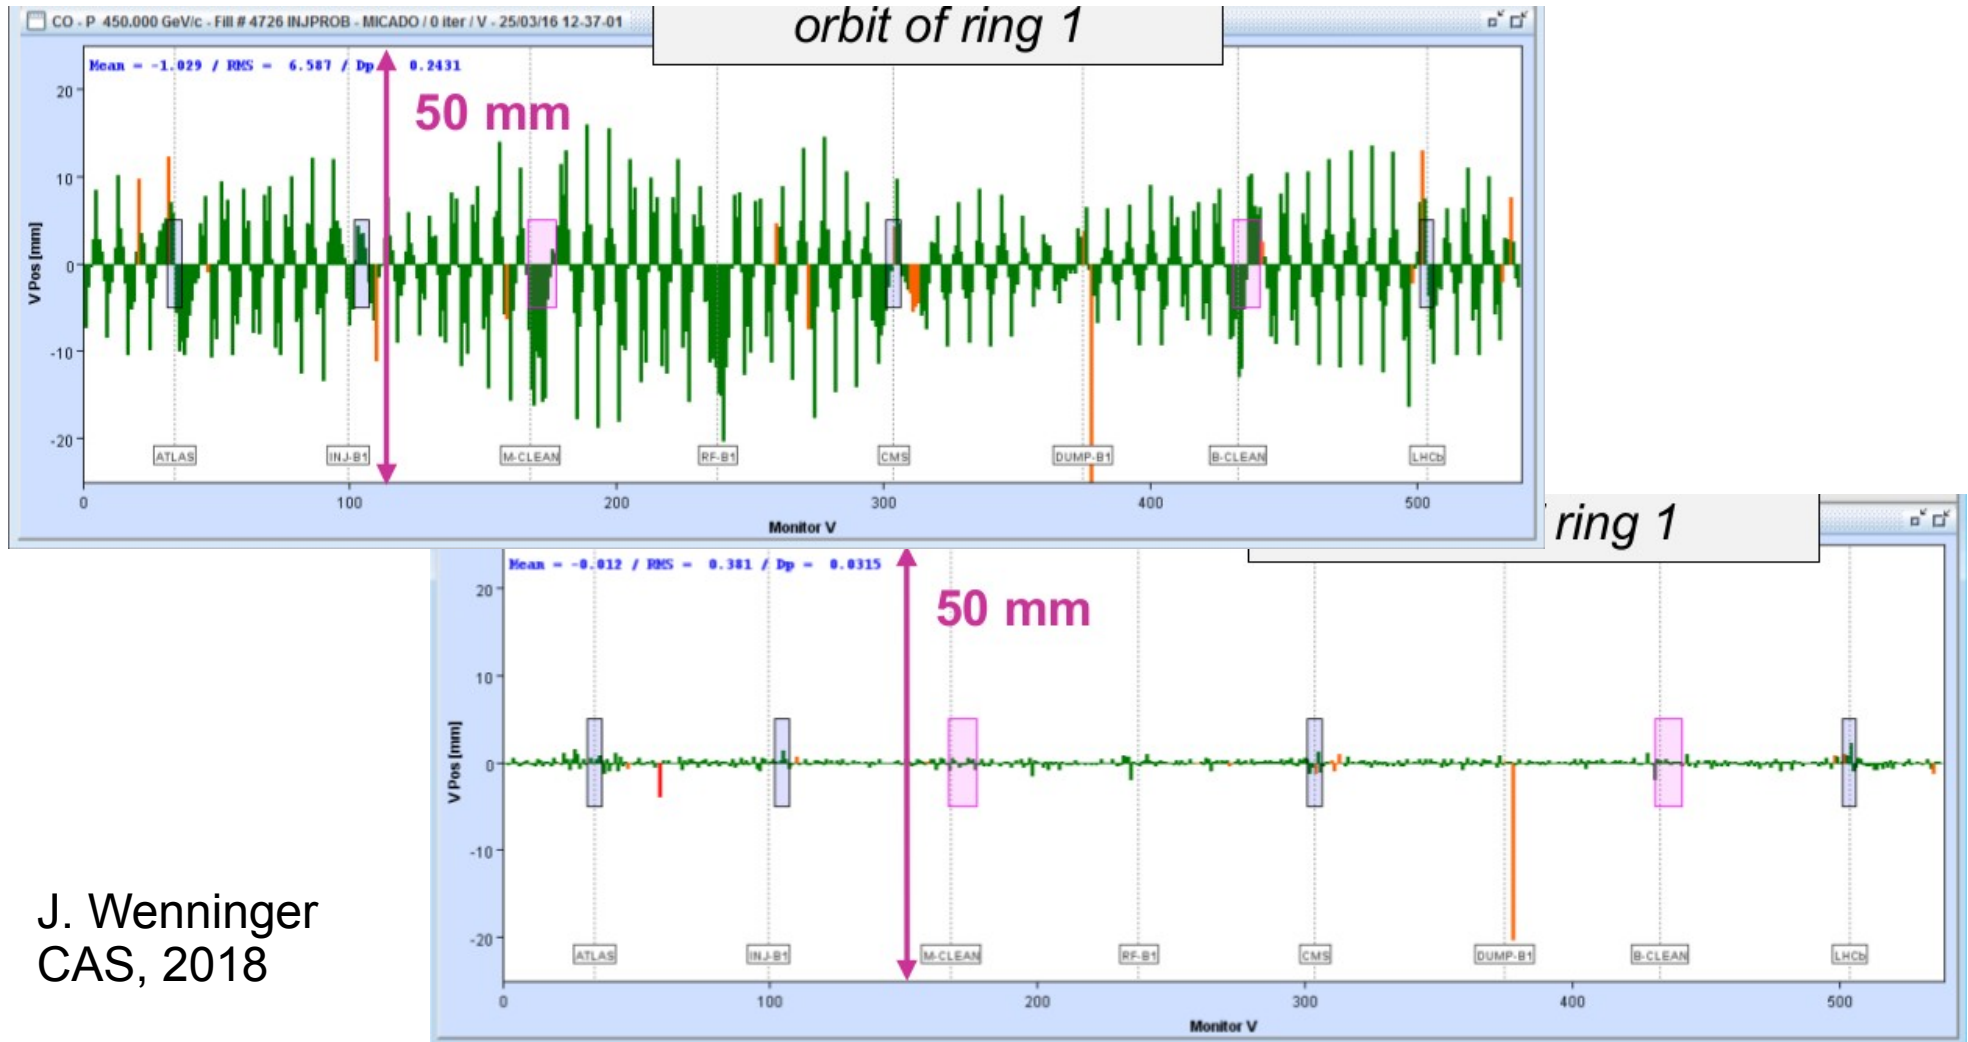 CO - P 450.000 GeV/c - Fill # 4726 INJPROB - MICADO / 0 iter / V - 25/03/16 12-37-01
orbit of ring 1
Mean = -1.029 / RMS = 6.587 / Dp 0.2431
50 mm
20
10
0
-10
-20
V Pos [mm]
ATLAS INJ-B1 M-CLEAN RF-B1 CMS DUMP-B1 B-CLEAN LHCb
0 100 200 300 400 500
Monitor V
ring 1
Mean = -0.012 / RMS = 0.381 / Dp = 0.0315
50 mm
20
10
0
-10
-20
V Pos [mm]
ATLAS INJ-B1 M-CLEAN RF-B1 CMS DUMP-B1 B-CLEAN LHCb
0 100 200 300 400 500
Monitor V
J. Wenninger
CAS, 2018